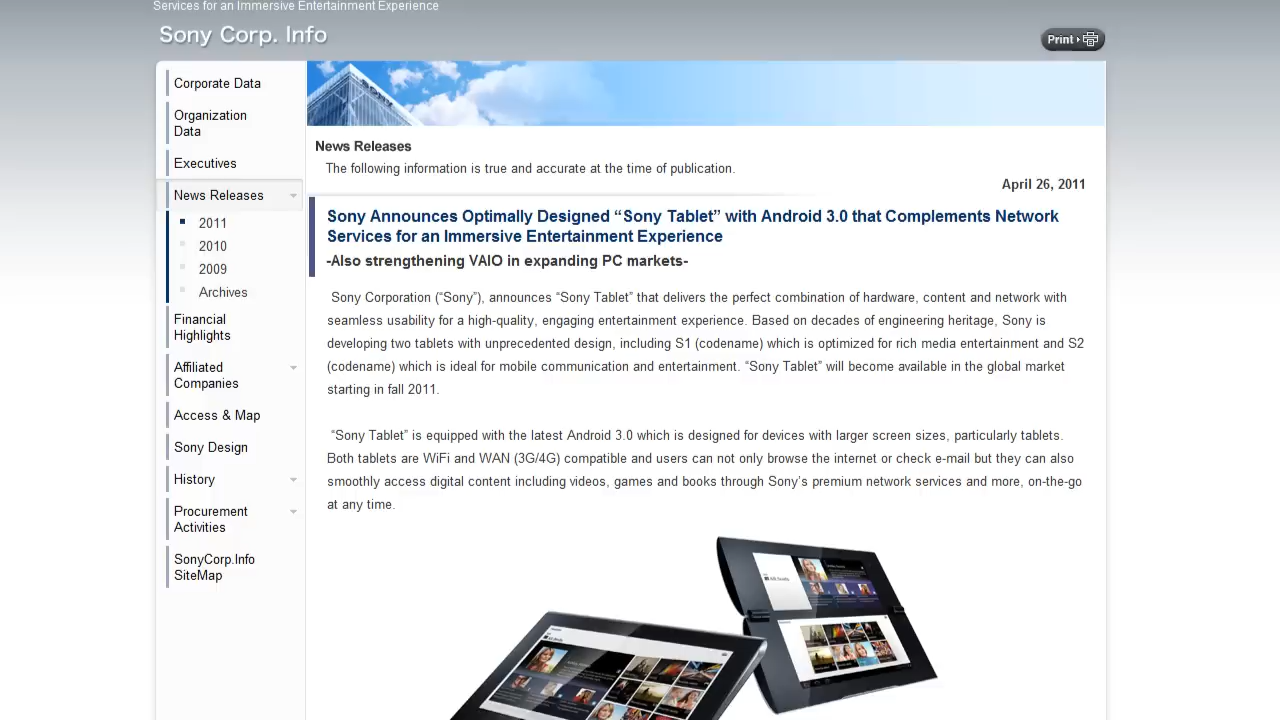 Services for an Immersive Entertainment Experience
Sony Corp. Info
Print
Corporate Data
Organization
Data
Executives
News Releases
2011
2010
2009
Archives
Financial
Highlights
Affiliated
Companies
Access & Map
Sony Design
History
Procurement
Activities
SonyCorp.Info
SiteMap
News Releases
The following information is true and accurate at the time of publication.
April 26, 2011
Sony Announces Optimally Designed “Sony Tablet” with Android 3.0 that Complements Network
Services for an Immersive Entertainment Experience
-Also strengthening VAIO in expanding PC markets-
Sony Corporation (“Sony”), announces “Sony Tablet” that delivers the perfect combination of hardware, content and network with
seamless usability for a high-quality, engaging entertainment experience. Based on decades of engineering heritage, Sony is
developing two tablets with unprecedented design, including S1 (codename) which is optimized for rich media entertainment and S2
(codename) which is ideal for mobile communication and entertainment. “Sony Tablet” will become available in the global market
starting in fall 2011.
“Sony Tablet” is equipped with the latest Android 3.0 which is designed for devices with larger screen sizes, particularly tablets.
Both tablets are WiFi and WAN (3G/4G) compatible and users can not only browse the internet or check e-mail but they can also
smoothly access digital content including videos, games and books through Sony’s premium network services and more, on-the-go
at any time.